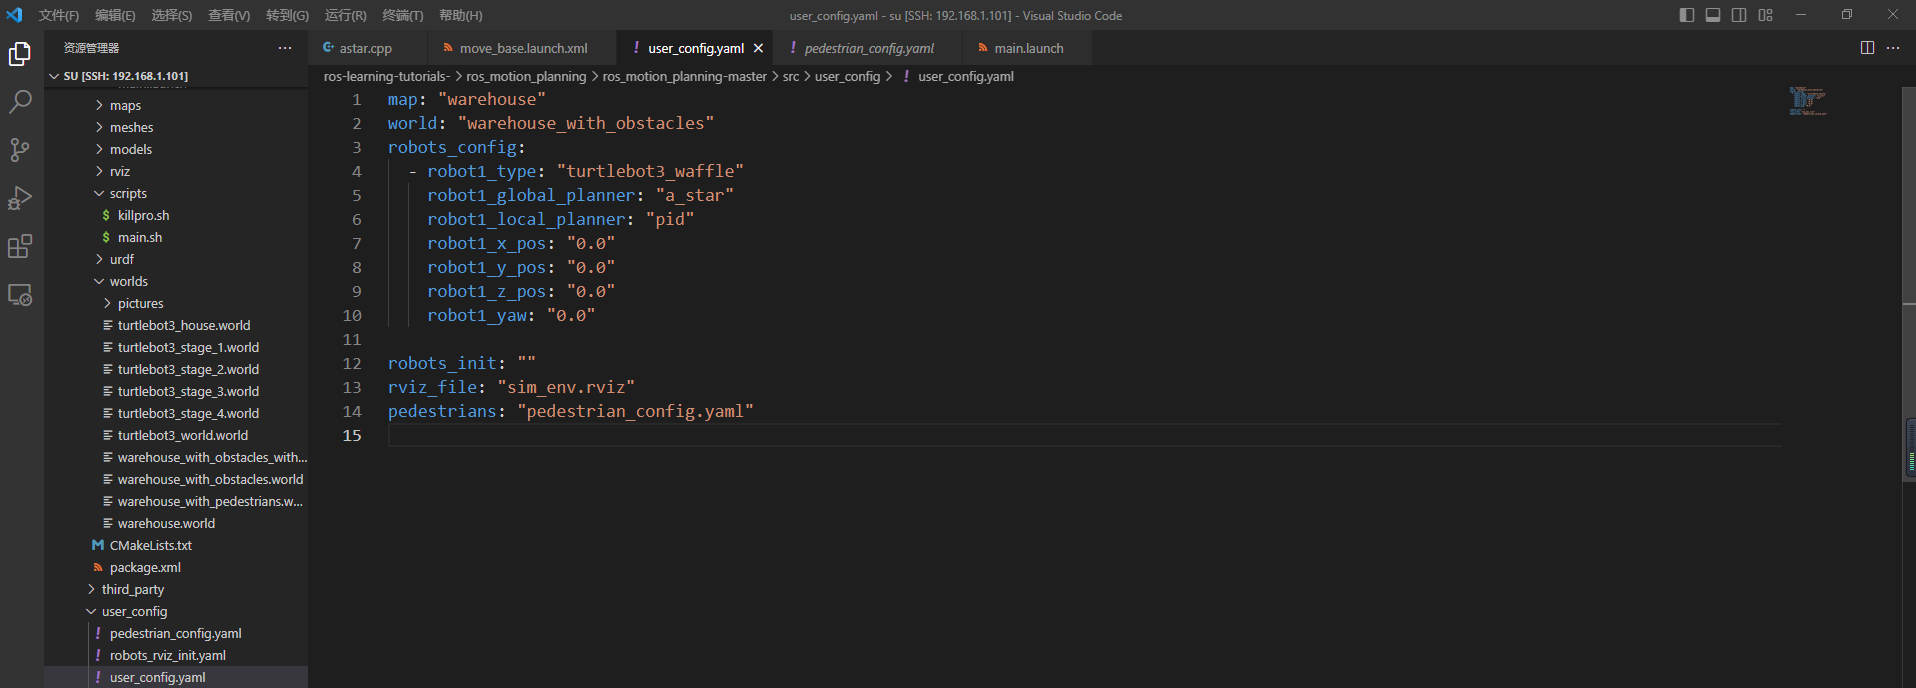 文件(F) 编辑(E) 选择(S) 查看(V) 转到(G) 运行(R) 终端(T) 帮助(H) user_config.yaml - su [SSH: 192.168.1.101] - Visual Studio Code
资源管理器 ···
SU [SSH: 192.168.1.101]
maps
meshes
models
rviz
scripts
$ killpro.sh
$ main.sh
urdf
worlds
pictures
turtlebot3_house.world
turtlebot3_stage_1.world
turtlebot3_stage_2.world
turtlebot3_stage_3.world
turtlebot3_stage_4.world
turtlebot3_world.world
warehouse_with_obstacles_with...
warehouse_with_obstacles.world
warehouse_with_pedestrians.w...
warehouse.world
M CMakeLists.txt
package.xml
third_party
user_config
! pedestrian_config.yaml
! robots_rviz_init.yaml
! user_config.yaml
astar.cpp move_base.launch.xml ! user_config.yaml ! pedestrian_config.yaml main.launch
ros-learning-tutorials- > ros_motion_planning > ros_motion_planning-master > src > user_config > ! user_config.yaml
1 map: "warehouse"
2 world: "warehouse_with_obstacles"
3 robots_config:
4 - robot1_type: "turtlebot3_waffle"
5 robot1_global_planner: "a_star"
6 robot1_local_planner: "pid"
7 robot1_x_pos: "0.0"
8 robot1_y_pos: "0.0"
9 robot1_z_pos: "0.0"
10 robot1_yaw: "0.0"
11
12 robots_init: ""
13 rviz_file: "sim_env.rviz"
14 pedestrians: "pedestrian_config.yaml"
15